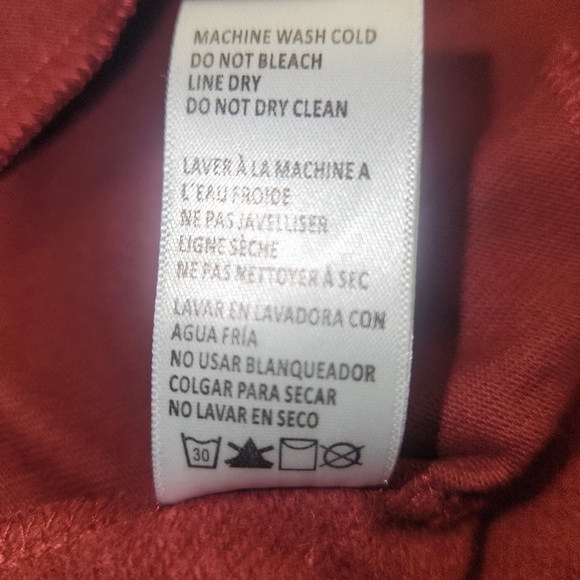 MACHINE WASH COLD
DO NOT BLEACH
LINE DRY
DO NOT DRY CLEAN
LAVER À LA MACHINE A
L'EAU FROIDE
NE PAS JAVELLISER
LIGNE SÈCHE
NE PAS NETTOYER À SEC
LAVAR EN LAVADORA CON
AGUA FRÍA
NO USAR BLANQUEADOR
COLGAR PARA SECAR
NO LAVAR EN SECO
30